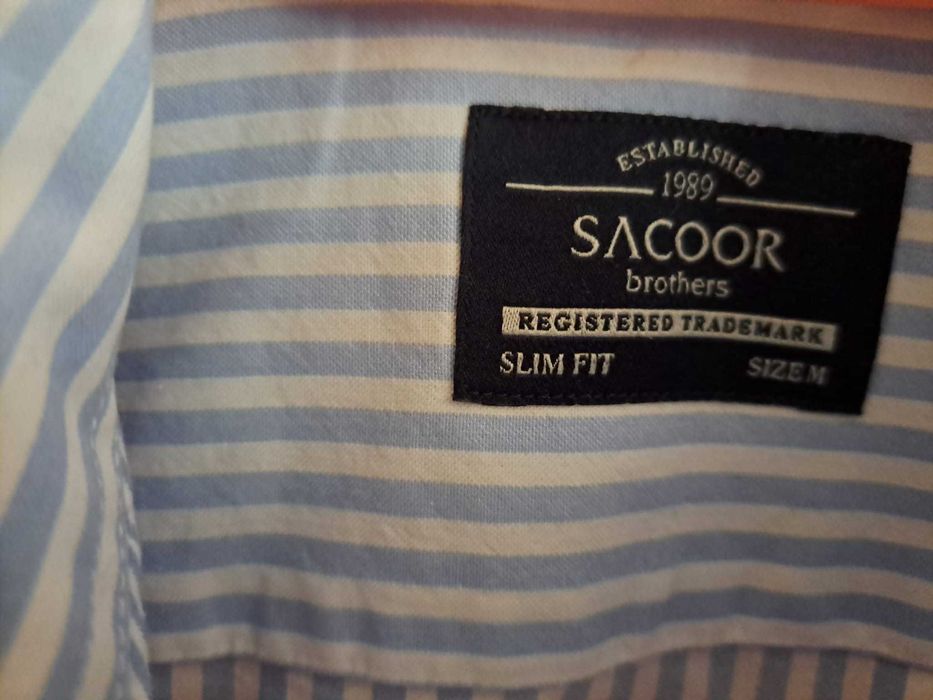 ESTABLISHED
1989
SACOOR
brothers
REGISTERED TRADEMARK
SLIM FIT SIZE M